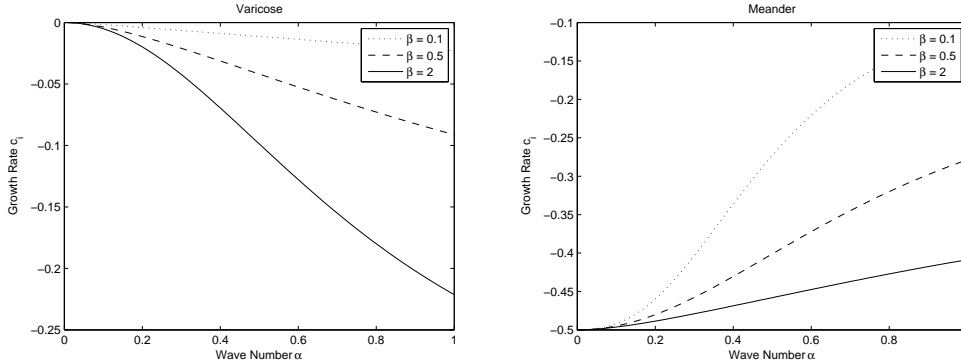 Varicose
0
−0.05
−0.1
−0.15
−0.2
−0.25
0
0.2
0.4
0.6
0.8
1
Growth Rate c_i
Wave Number α
β = 0.1
β = 0.5
β = 2
Meander
−0.1
−0.15
−0.2
−0.25
−0.3
−0.35
−0.4
−0.45
−0.5
0
0.2
0.4
0.6
0.8
Growth Rate c_i
Wave Number α
β = 0.1
β = 0.5
β = 2